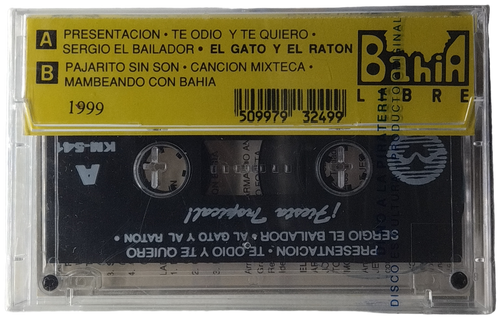 A PRESENTACION • TE ODIO Y TE QUIERO •
SERGIO EL BAILADOR • EL GATO Y EL RATON
B PAJARITO SIN SON • CANCION MIXTECA •
MAMBEANDO CON BAHIA
1999
BAHIA
LIBRE
509979 32499
KM-541
A
¡Fiesta Tropical!
PRESENTACION • TE ODIO Y TE QUIERO
SERGIO EL BAILADOR • AL GATO Y AL RATON •